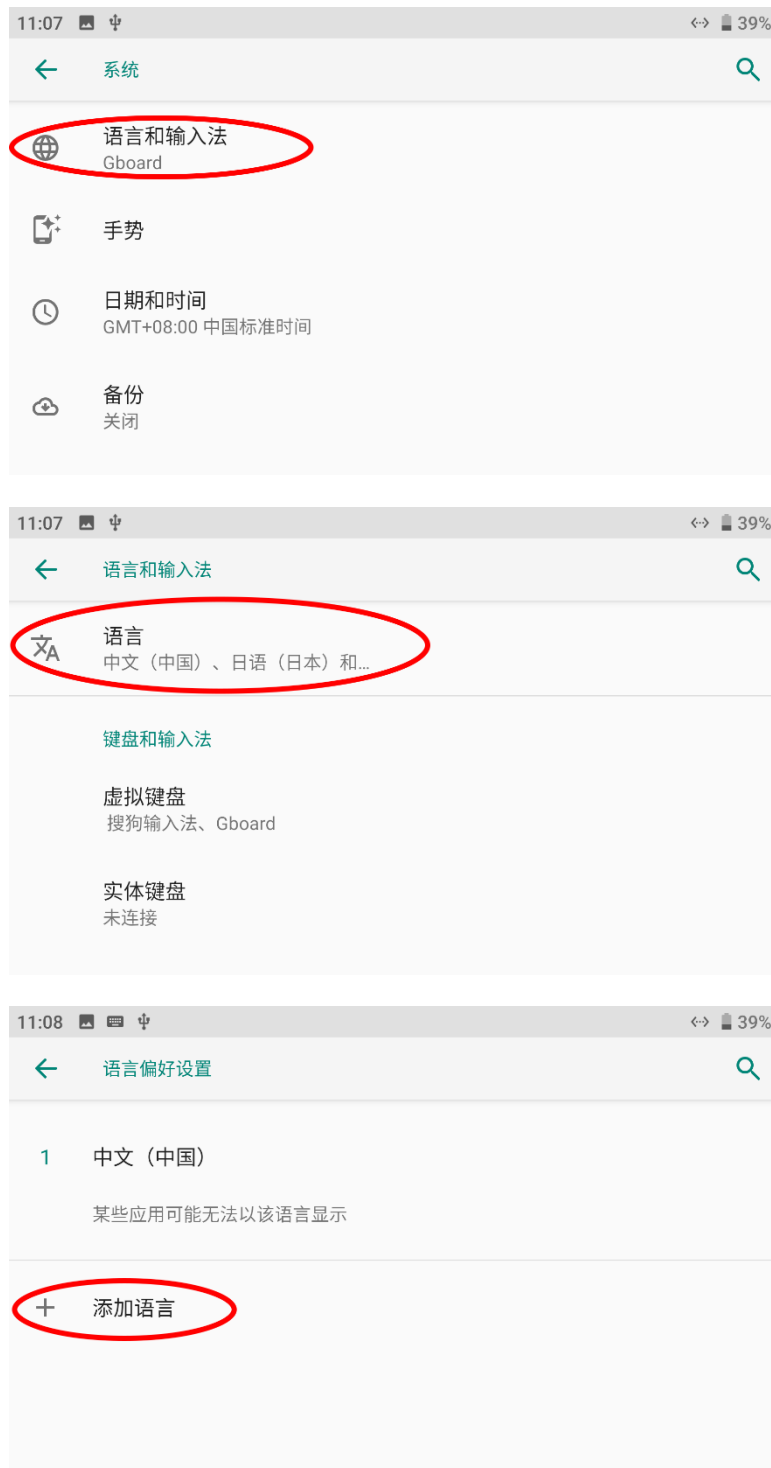 11:07
39%
系统
语言和输入法
Gboard
手势
日期和时间
GMT+08:00 中国标准时间
备份
关闭
11:07
39%
语言和输入法
语言
中文（中国）、日语（日本）和...
键盘和输入法
虚拟键盘
搜狗输入法、Gboard
实体键盘
未连接
11:08
39%
语言偏好设置
1 中文（中国）
某些应用可能无法以该语言显示
+ 添加语言